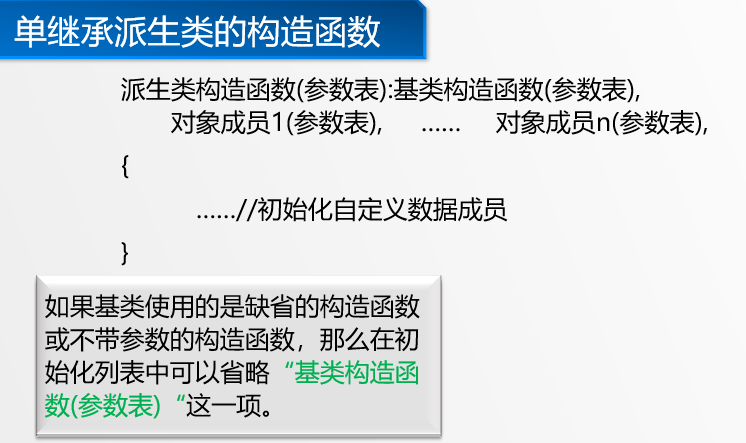 单继承派生类的构造函数
派生类构造函数(参数表):基类构造函数(参数表),
对象成员1(参数表), …… 对象成员n(参数表),
{
……//初始化自定义数据成员
}
如果基类使用的是缺省的构造函数
或不带参数的构造函数，那么在初
始化列表中可以省略“基类构造函
数(参数表)“这一项。